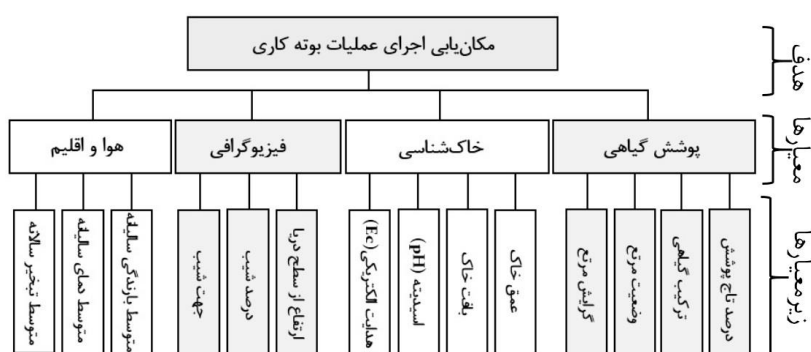 مکان‌یابی اجرای عملیات بوته کاری
هدف
پوشش گیاهی
خاک‌شناسی
فیزیوگرافی
هوا و اقلیم
معیارها
درصد تاج پوشش
ترکیب گیاهی
وضعیت مرتع
گرایش مرتع
عمق خاک
بافت خاک
اسیدیته (pH)
هدایت الکتریکی(Ec)
ارتفاع از سطح دریا
درصد شیب
جهت شیب
متوسط بارندگی سالیانه
متوسط دمای سالیانه
متوسط تبخیر سالانه
زیرمعیارها